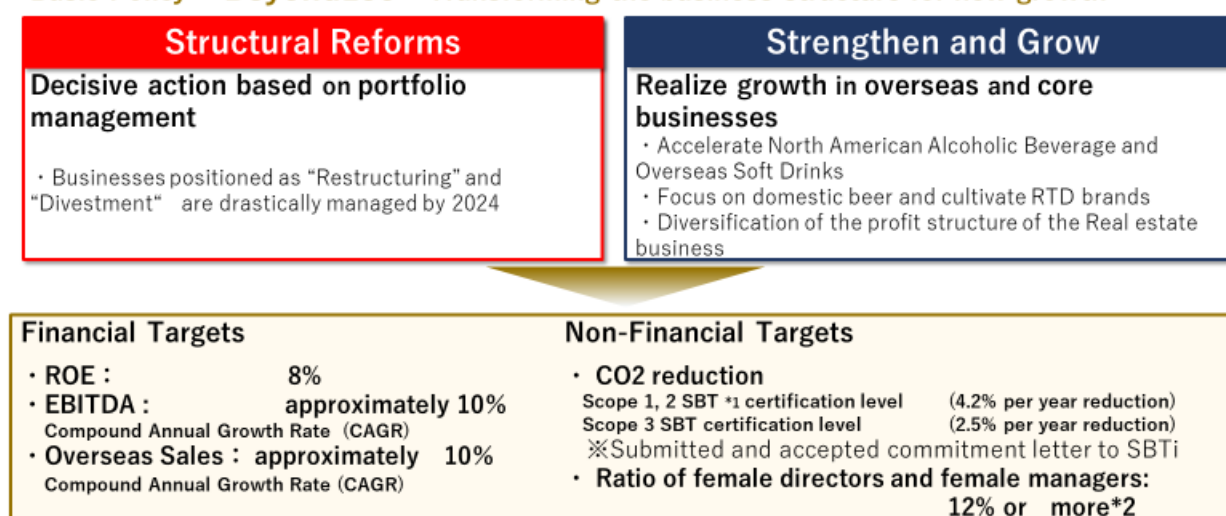 Structural Reforms
Decisive action based on portfolio
management
・Businesses positioned as “Restructuring” and
“Divestment“ are drastically managed by 2024
Strengthen and Grow
Realize growth in overseas and core
businesses
・Accelerate North American Alcoholic Beverage and
Overseas Soft Drinks
・Focus on domestic beer and cultivate RTD brands
・Diversification of the profit structure of the Real estate
business
Financial Targets
・ROE： 8%
・EBITDA： approximately 10%
Compound Annual Growth Rate (CAGR)
・Overseas Sales： approximately 10%
Compound Annual Growth Rate (CAGR)
Non-Financial Targets
・ CO2 reduction
Scope 1, 2 SBT *1 certification level (4.2% per year reduction)
Scope 3 SBT certification level (2.5% per year reduction)
※Submitted and accepted commitment letter to SBTi
・ Ratio of female directors and female managers:
12% or more*2